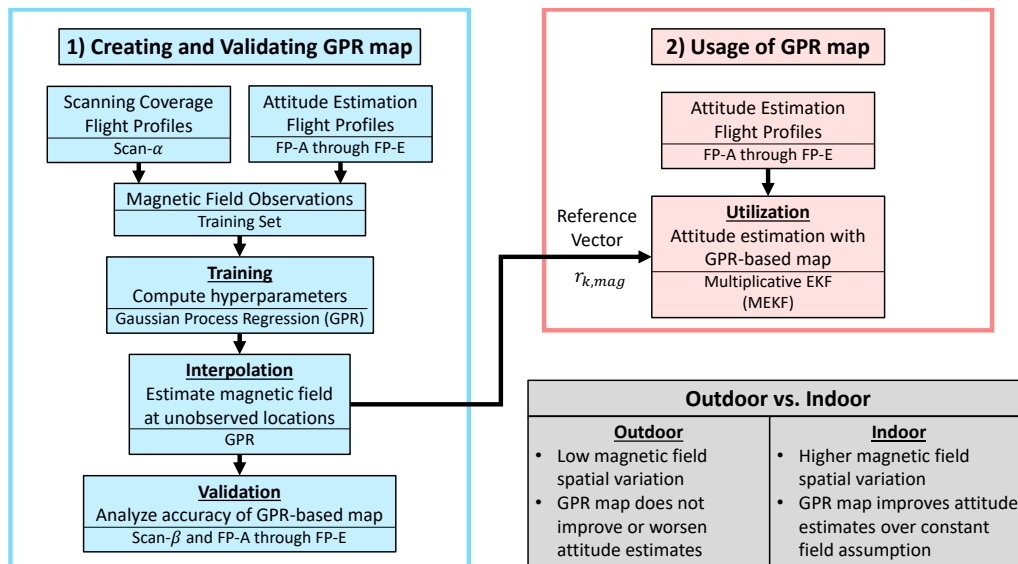 1) Creating and Validating GPR map
Scanning Coverage
Flight Profiles
Scan-α
Attitude Estimation
Flight Profiles
FP-A through FP-E
Magnetic Field Observations
Training Set
Training
Compute hyperparameters
Gaussian Process Regression (GPR)
Interpolation
Estimate magnetic field
at unobserved locations
GPR
Validation
Analyze accuracy of GPR-based map
Scan-β and FP-A through FP-E
Reference
Vector
r_{k,mag}
2) Usage of GPR map
Attitude Estimation
Flight Profiles
FP-A through FP-E
Utilization
Attitude estimation with
GPR-based map
Multiplicative EKF
(MEKF)
Outdoor vs. Indoor
Outdoor
• Low magnetic field
spatial variation
• GPR map does not
improve or worsen
attitude estimates
Indoor
• Higher magnetic field
spatial variation
• GPR map improves attitude
estimates over constant
field assumption